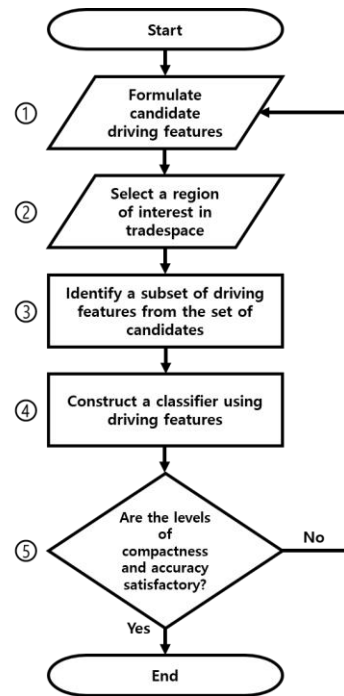 Start
①
Formulate
candidate
driving features
②
Select a region
of interest in
tradespace
③
Identify a subset of driving
features from the set of
candidates
④
Construct a classifier using
driving features
⑤
Are the levels
of
compactness
and accuracy
satisfactory?
No
Yes
End